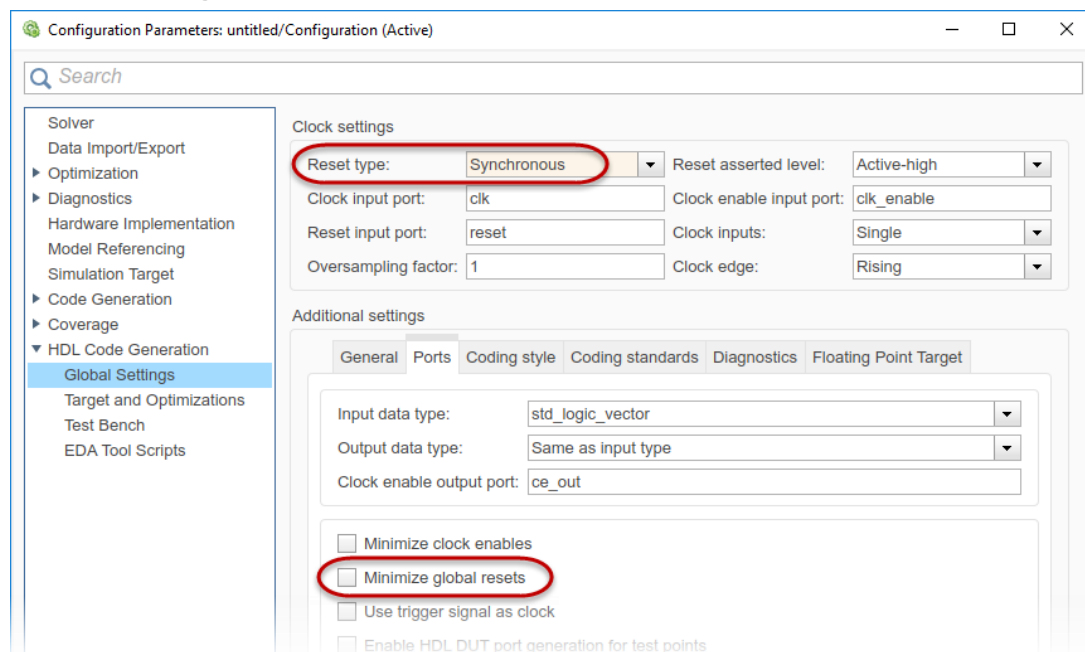 Configuration Parameters: untitled/Configuration (Active)
Search
Solver
Data Import/Export
Optimization
Diagnostics
Hardware Implementation
Model Referencing
Simulation Target
Code Generation
Coverage
HDL Code Generation
Global Settings
Target and Optimizations
Test Bench
EDA Tool Scripts
Clock settings
Reset type: Synchronous Reset asserted level: Active-high
Clock input port: clk Clock enable input port: clk_enable
Reset input port: reset Clock inputs: Single
Oversampling factor: 1 Clock edge: Rising
Additional settings
General Ports Coding style Coding standards Diagnostics Floating Point Target
Input data type: std_logic_vector
Output data type: Same as input type
Clock enable output port: ce_out
Minimize clock enables
Minimize global resets
Use trigger signal as clock
Enable HDL DUT port generation for test points